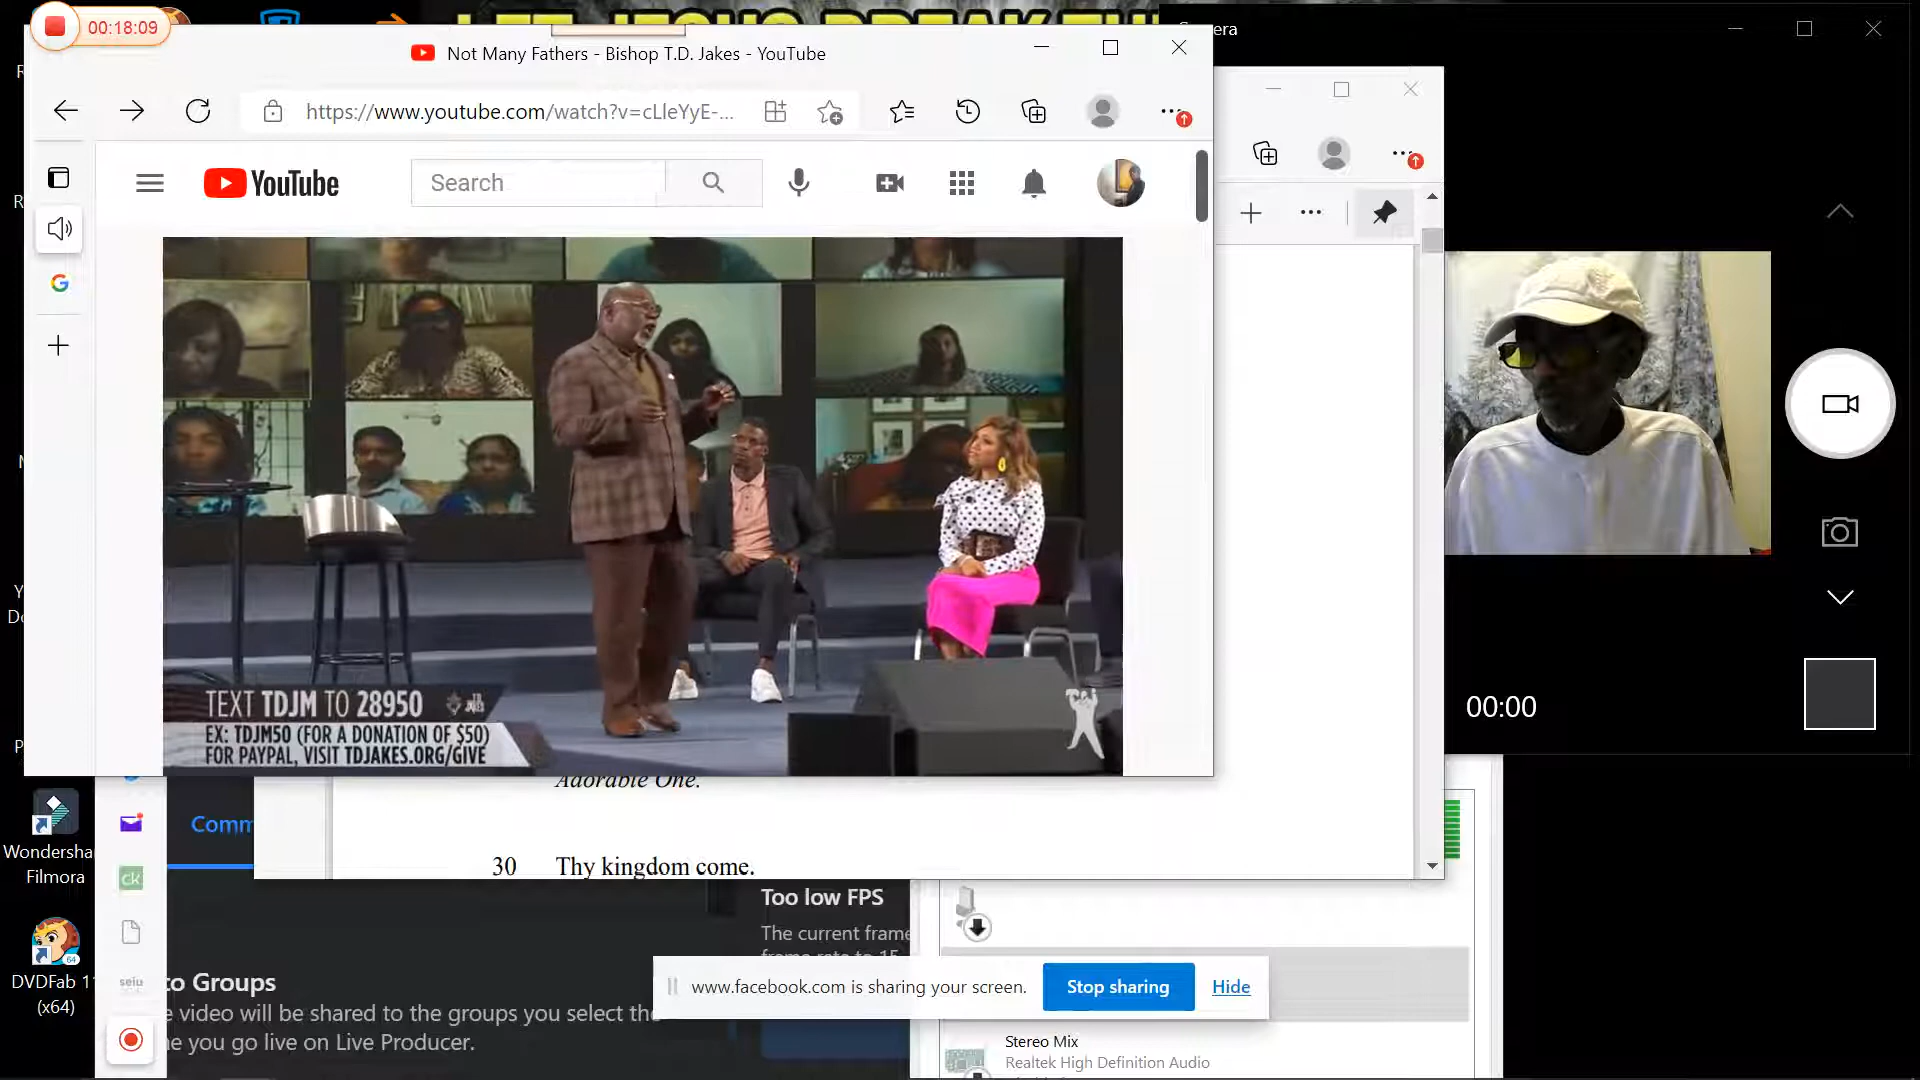 00:18:09
Not Many Fathers - Bishop T.D. Jakes - YouTube
https://www.youtube.com/watch?v=cLleYyE-...
YouTube
Search
TEXT TDJM TO 28950
EX: TDJM50 (FOR A DONATION OF $50)
FOR PAYPAL, VISIT TDJAKES.ORG/GIVE
00:00
Adorable One.
30 Thy kingdom come.
Comm
Wondersha
Filmora
ck
Too low FPS
The current frame
DVDFab 1
(x64)
64
seiu
to Groups
e video will be shared to the groups you select the
e you go live on Live Producer.
www.facebook.com is sharing your screen.
Stop sharing
Hide
Stereo Mix
Realtek High Definition Audio